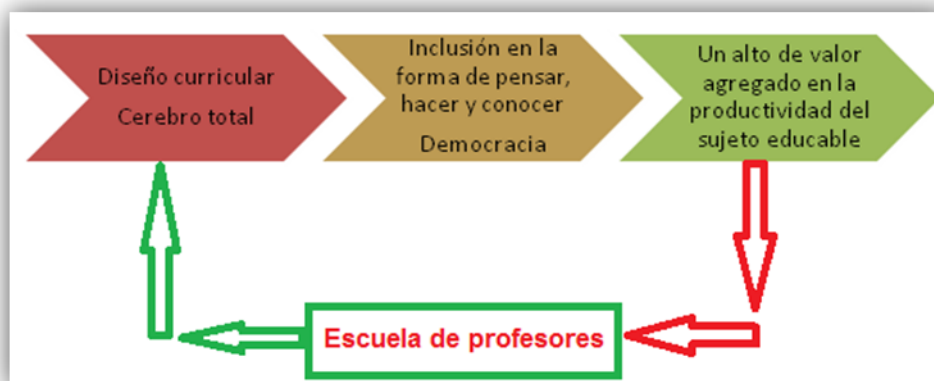 Diseño curricular
Cerebro total
Inclusión en la
forma de pensar,
hacer y conocer
Democracia
Un alto de valor
agregado en la
productividad del
sujeto educable
Escuela de profesores